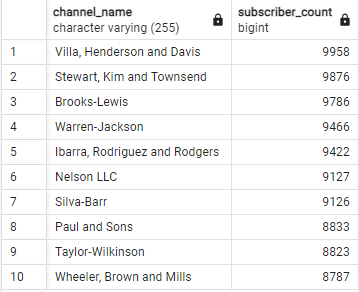 channel_name subscriber_count
character varying (255) bigint
1 Villa, Henderson and Davis 9958
2 Stewart, Kim and Townsend 9876
3 Brooks-Lewis 9786
4 Warren-Jackson 9466
5 Ibarra, Rodriguez and Rodgers 9422
6 Nelson LLC 9127
7 Silva-Barr 9126
8 Paul and Sons 8833
9 Taylor-Wilkinson 8823
10 Wheeler, Brown and Mills 8787